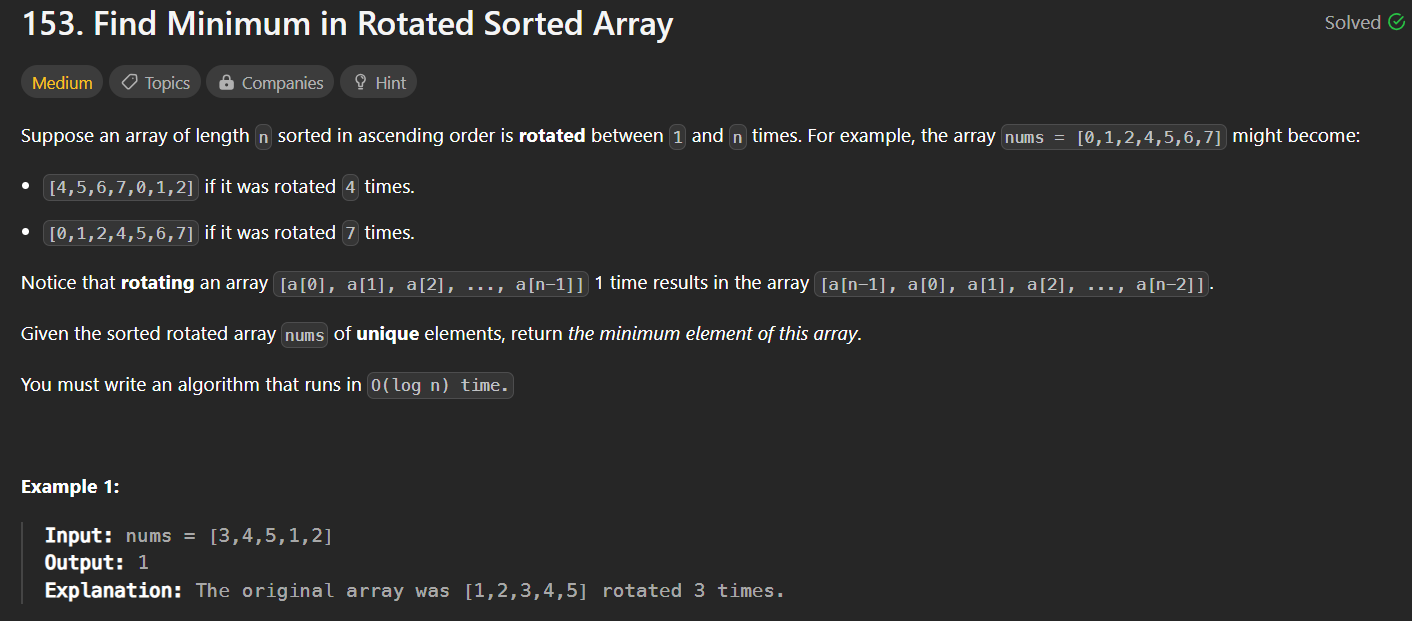 153. Find Minimum in Rotated Sorted Array
Solved
Medium Topics Companies Hint
Suppose an array of length n sorted in ascending order is rotated between 1 and n times. For example, the array nums = [0,1,2,4,5,6,7] might become:
• [4,5,6,7,0,1,2] if it was rotated 4 times.
• [0,1,2,4,5,6,7] if it was rotated 7 times.
Notice that rotating an array [a[0], a[1], a[2], ..., a[n-1]] 1 time results in the array [a[n-1], a[0], a[1], a[2], ..., a[n-2]].
Given the sorted rotated array nums of unique elements, return the minimum element of this array.
You must write an algorithm that runs in O(log n) time.
Example 1:
Input: nums = [3,4,5,1,2]
Output: 1
Explanation: The original array was [1,2,3,4,5] rotated 3 times.